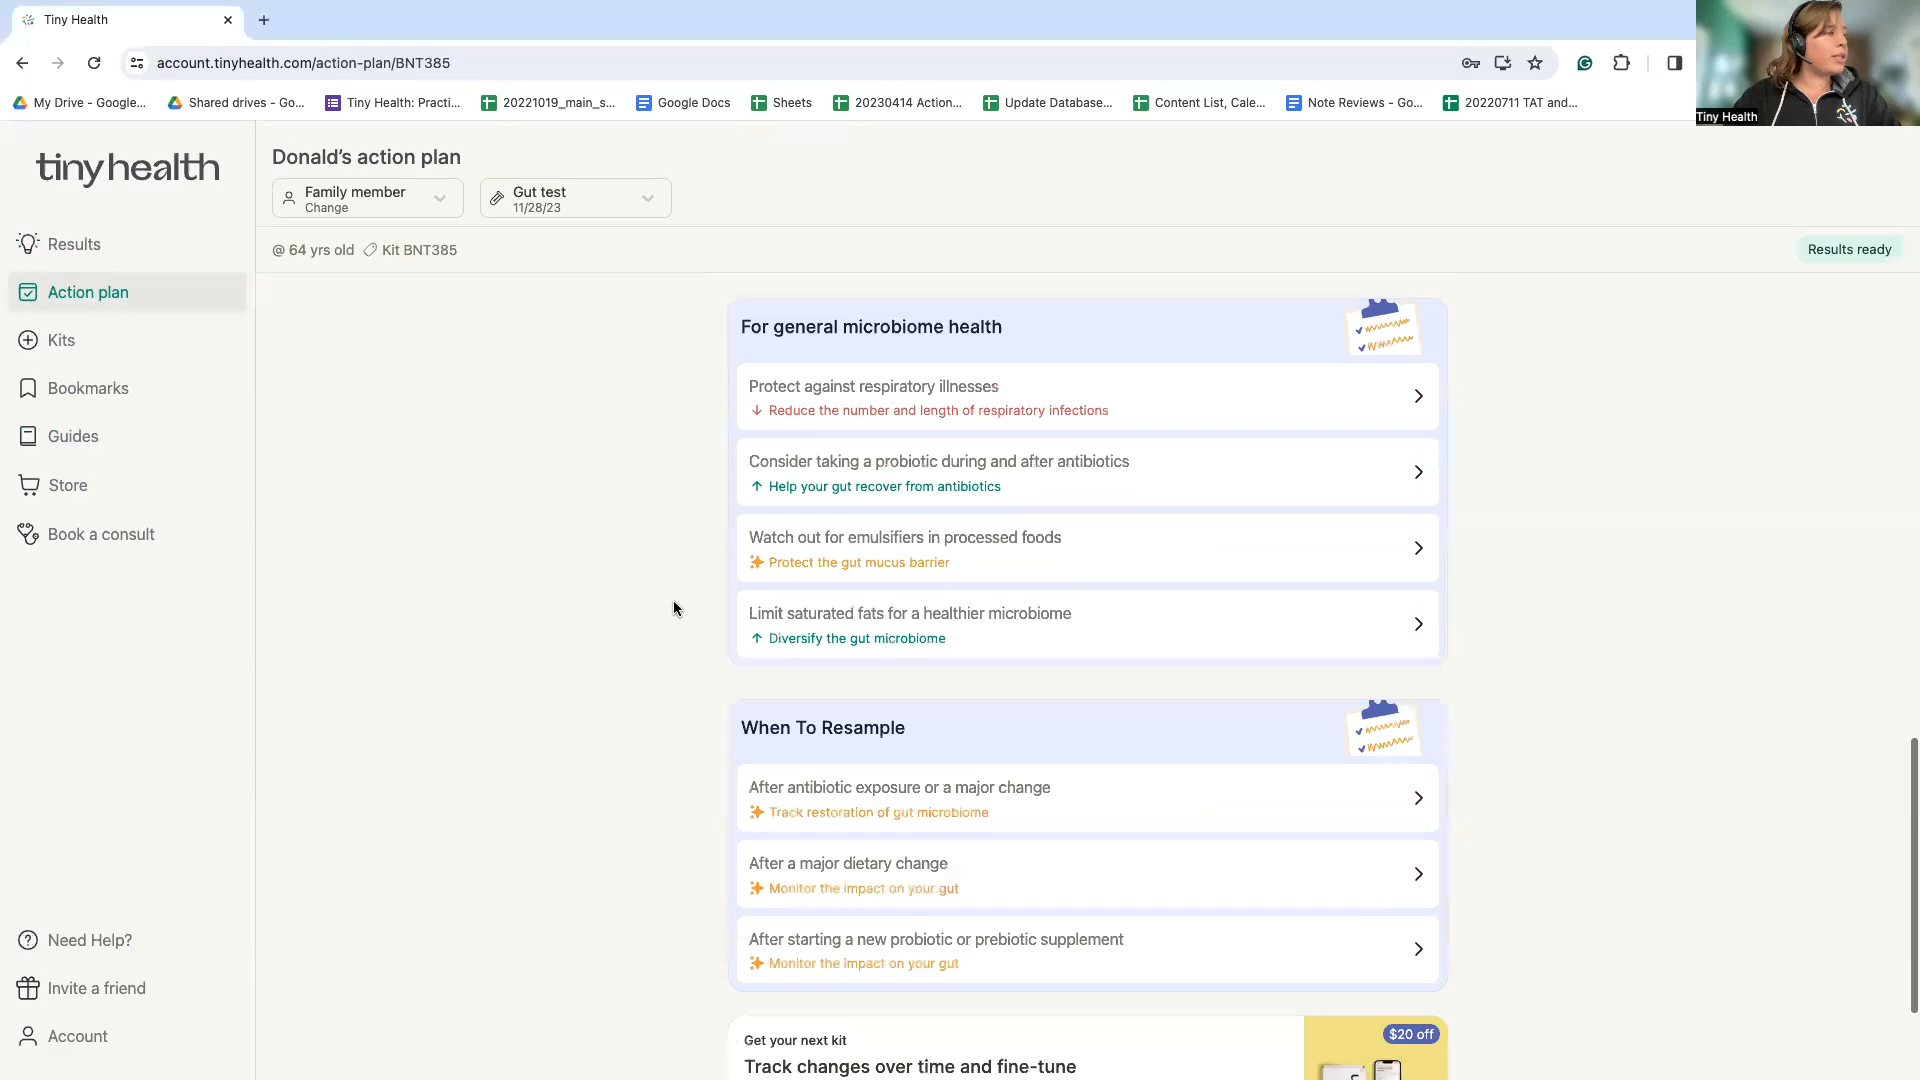 Tiny Health
account.tinyhealth.com/action-plan/BNT385
My Drive - Google...
Shared drives - Go...
Tiny Health: Practi...
20221019_main_s...
Google Docs
Sheets
20230414 Action...
Update Database...
Content List, Cale...
Note Reviews - Go...
20220711 TAT and...
Tiny Health
tinyhealth
Results
Action plan
Kits
Bookmarks
Guides
Store
Book a consult
Need Help?
Invite a friend
Account
Donald's action plan
Family member
Change
Gut test
11/28/23
@ 64 yrs old
Kit BNT385
Results ready
For general microbiome health
Protect against respiratory illnesses
Reduce the number and length of respiratory infections
Consider taking a probiotic during and after antibiotics
Help your gut recover from antibiotics
Watch out for emulsifiers in processed foods
Protect the gut mucus barrier
Limit saturated fats for a healthier microbiome
Diversify the gut microbiome
When To Resample
After antibiotic exposure or a major change
Track restoration of gut microbiome
After a major dietary change
Monitor the impact on your gut
After starting a new probiotic or prebiotic supplement
Monitor the impact on your gut
Get your next kit
Track changes over time and fine-tune
$20 off